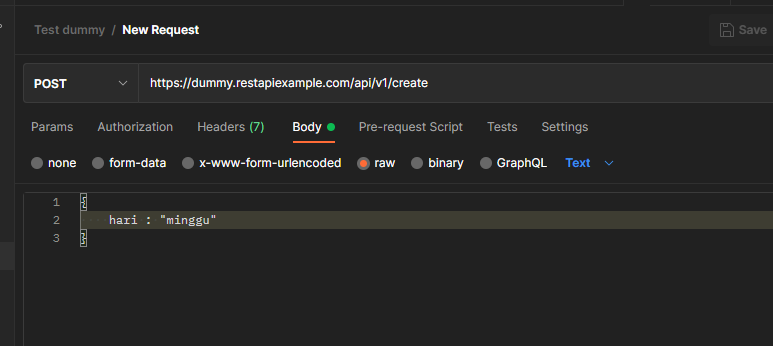 Test dummy / New Request
Save
POST https://dummy.restapiexample.com/api/v1/create
Params Authorization Headers (7) Body Pre-request Script Tests Settings
none form-data x-www-form-urlencoded raw binary GraphQL Text
1 {
2 hari : "minggu"
3 }